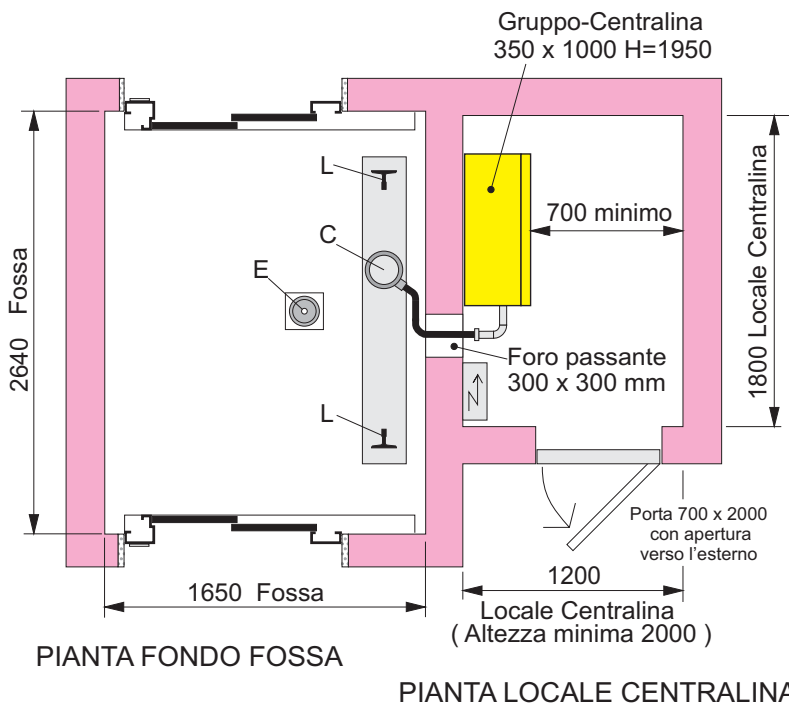 Gruppo-Centralina
350 x 1000 H=1950
L
700 minimo
C
E
2640 Fossa
1800 Locale Centralina
Foro passante
300 x 300 mm
L
N
Porta 700 x 2000
con apertura
verso l'esterno
1650 Fossa
1200
Locale Centralina
( Altezza minima 2000 )
PIANTA FONDO FOSSA
PIANTA LOCALE CENTRALINA